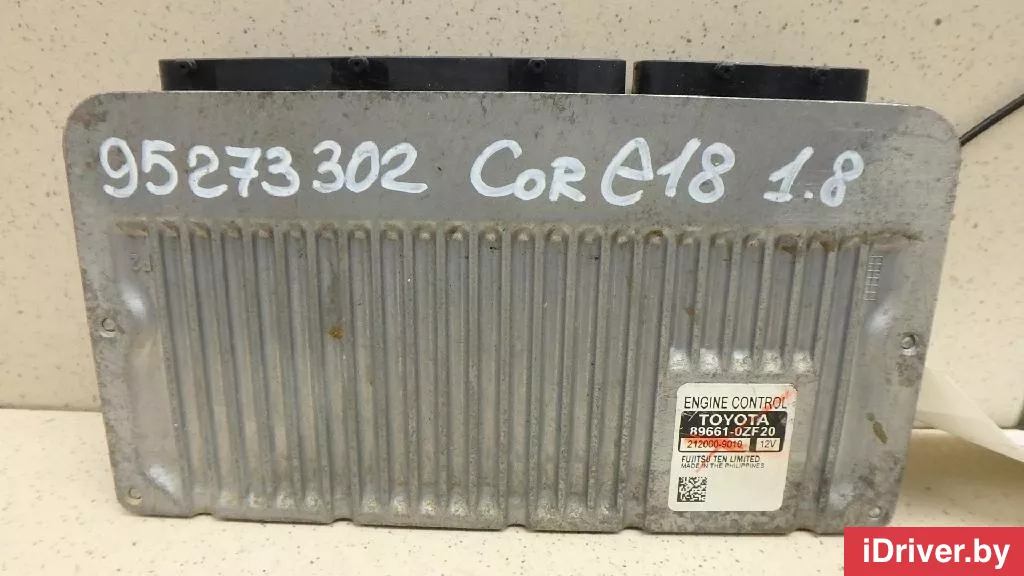 95273302 CoR e18 1.8
ENGINE CONTROL
TOYOTA
89661-0ZF20
212000-9010 12V
FUJITSU TEN LIMITED
MADE IN THE PHILIPPINES
iDriver.by